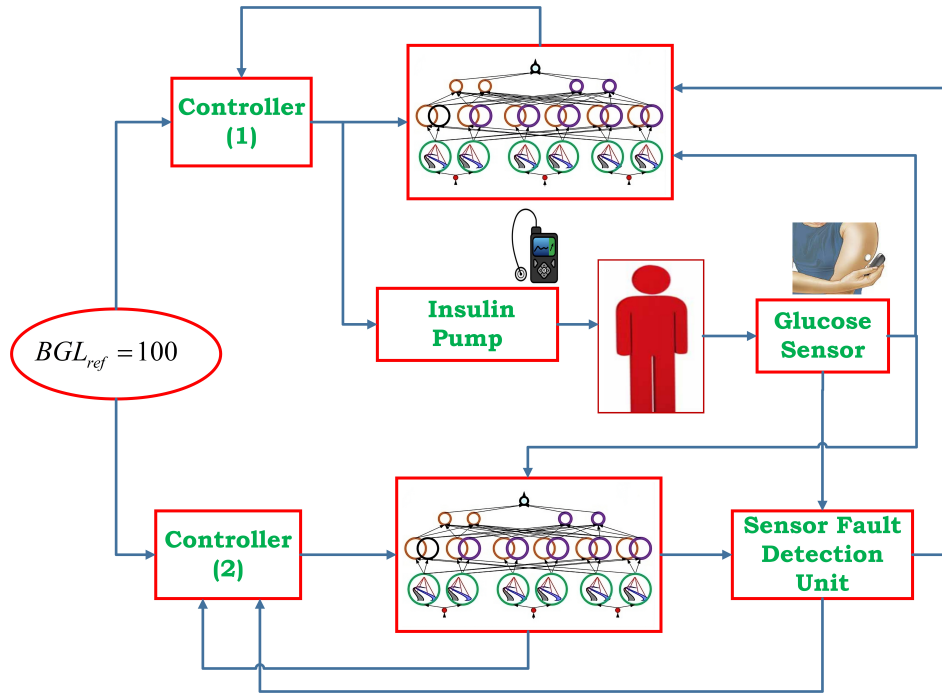 Controller
(1)
Insulin
Pump
Glucose
Sensor
BGL_ref = 100
Controller
(2)
Sensor Fault
Detection
Unit